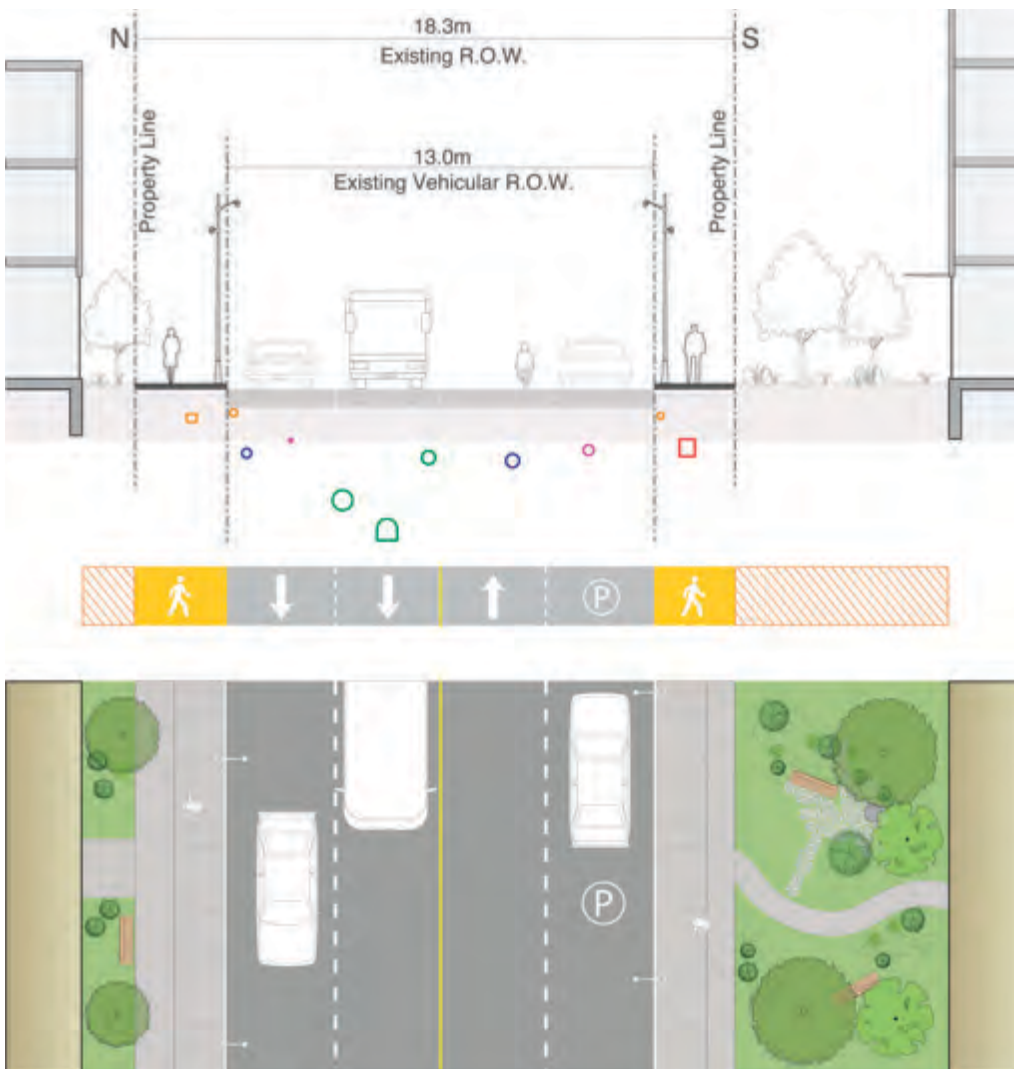 N
18.3m
S
Existing R.O.W.
Property Line
Property Line
13.0m
Existing Vehicular R.O.W.
P
P